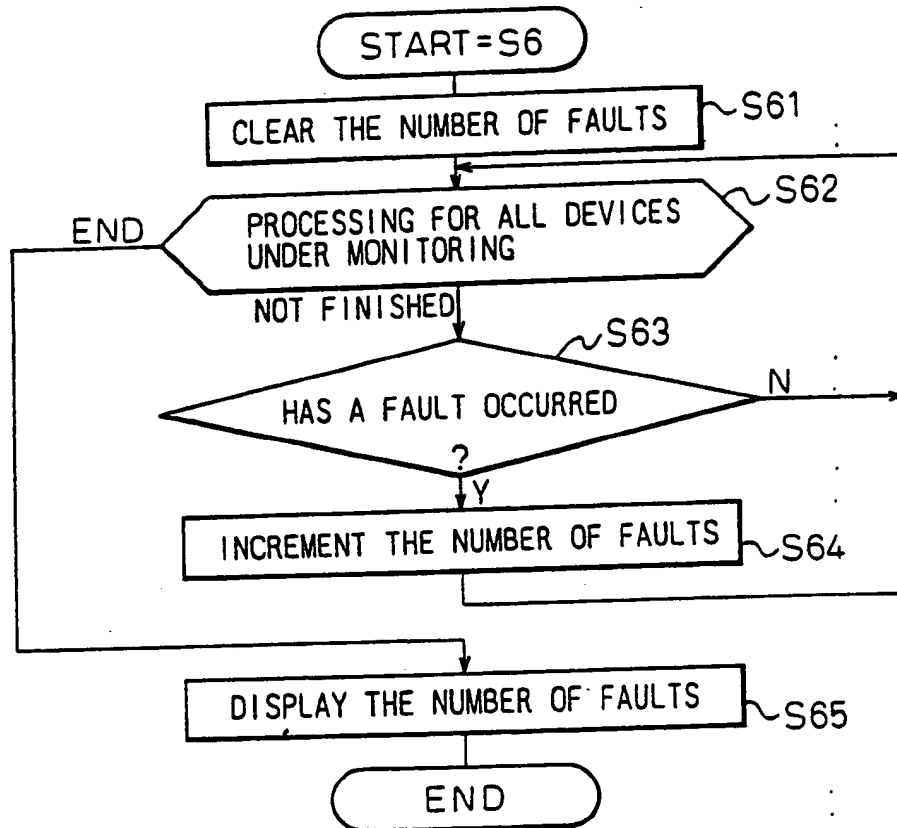 START=S6
CLEAR THE NUMBER OF FAULTS
S61
PROCESSING FOR ALL DEVICES
UNDER MONITORING
S62
END
NOT FINISHED
S63
HAS A FAULT OCCURRED
?
N
Y
INCREMENT THE NUMBER OF FAULTS
S64
DISPLAY THE NUMBER OF FAULTS
S65
END